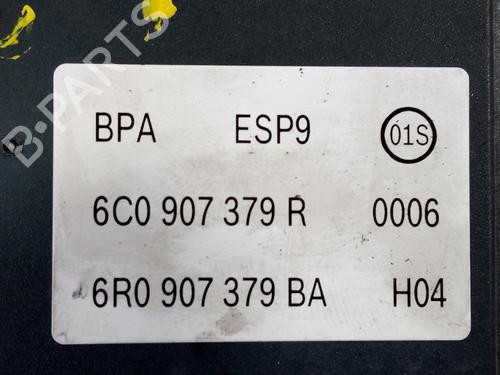 B-PARTS
BPA ESP9 01S
6C0 907 379 R 0006
6R0 907 379 BA H04